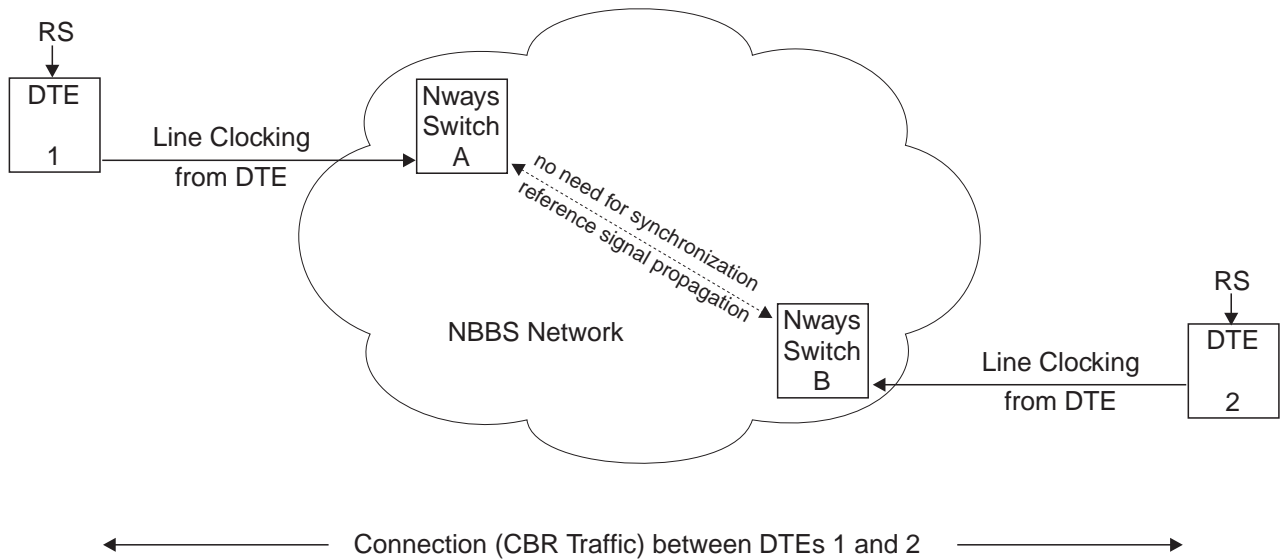 RS
DTE
1
Line Clocking
from DTE
Nways
Switch
A
no need for synchronization
reference signal propagation
NBBS Network
Nways
Switch
B
Line Clocking
from DTE
RS
DTE
2
Connection (CBR Traffic) between DTEs 1 and 2